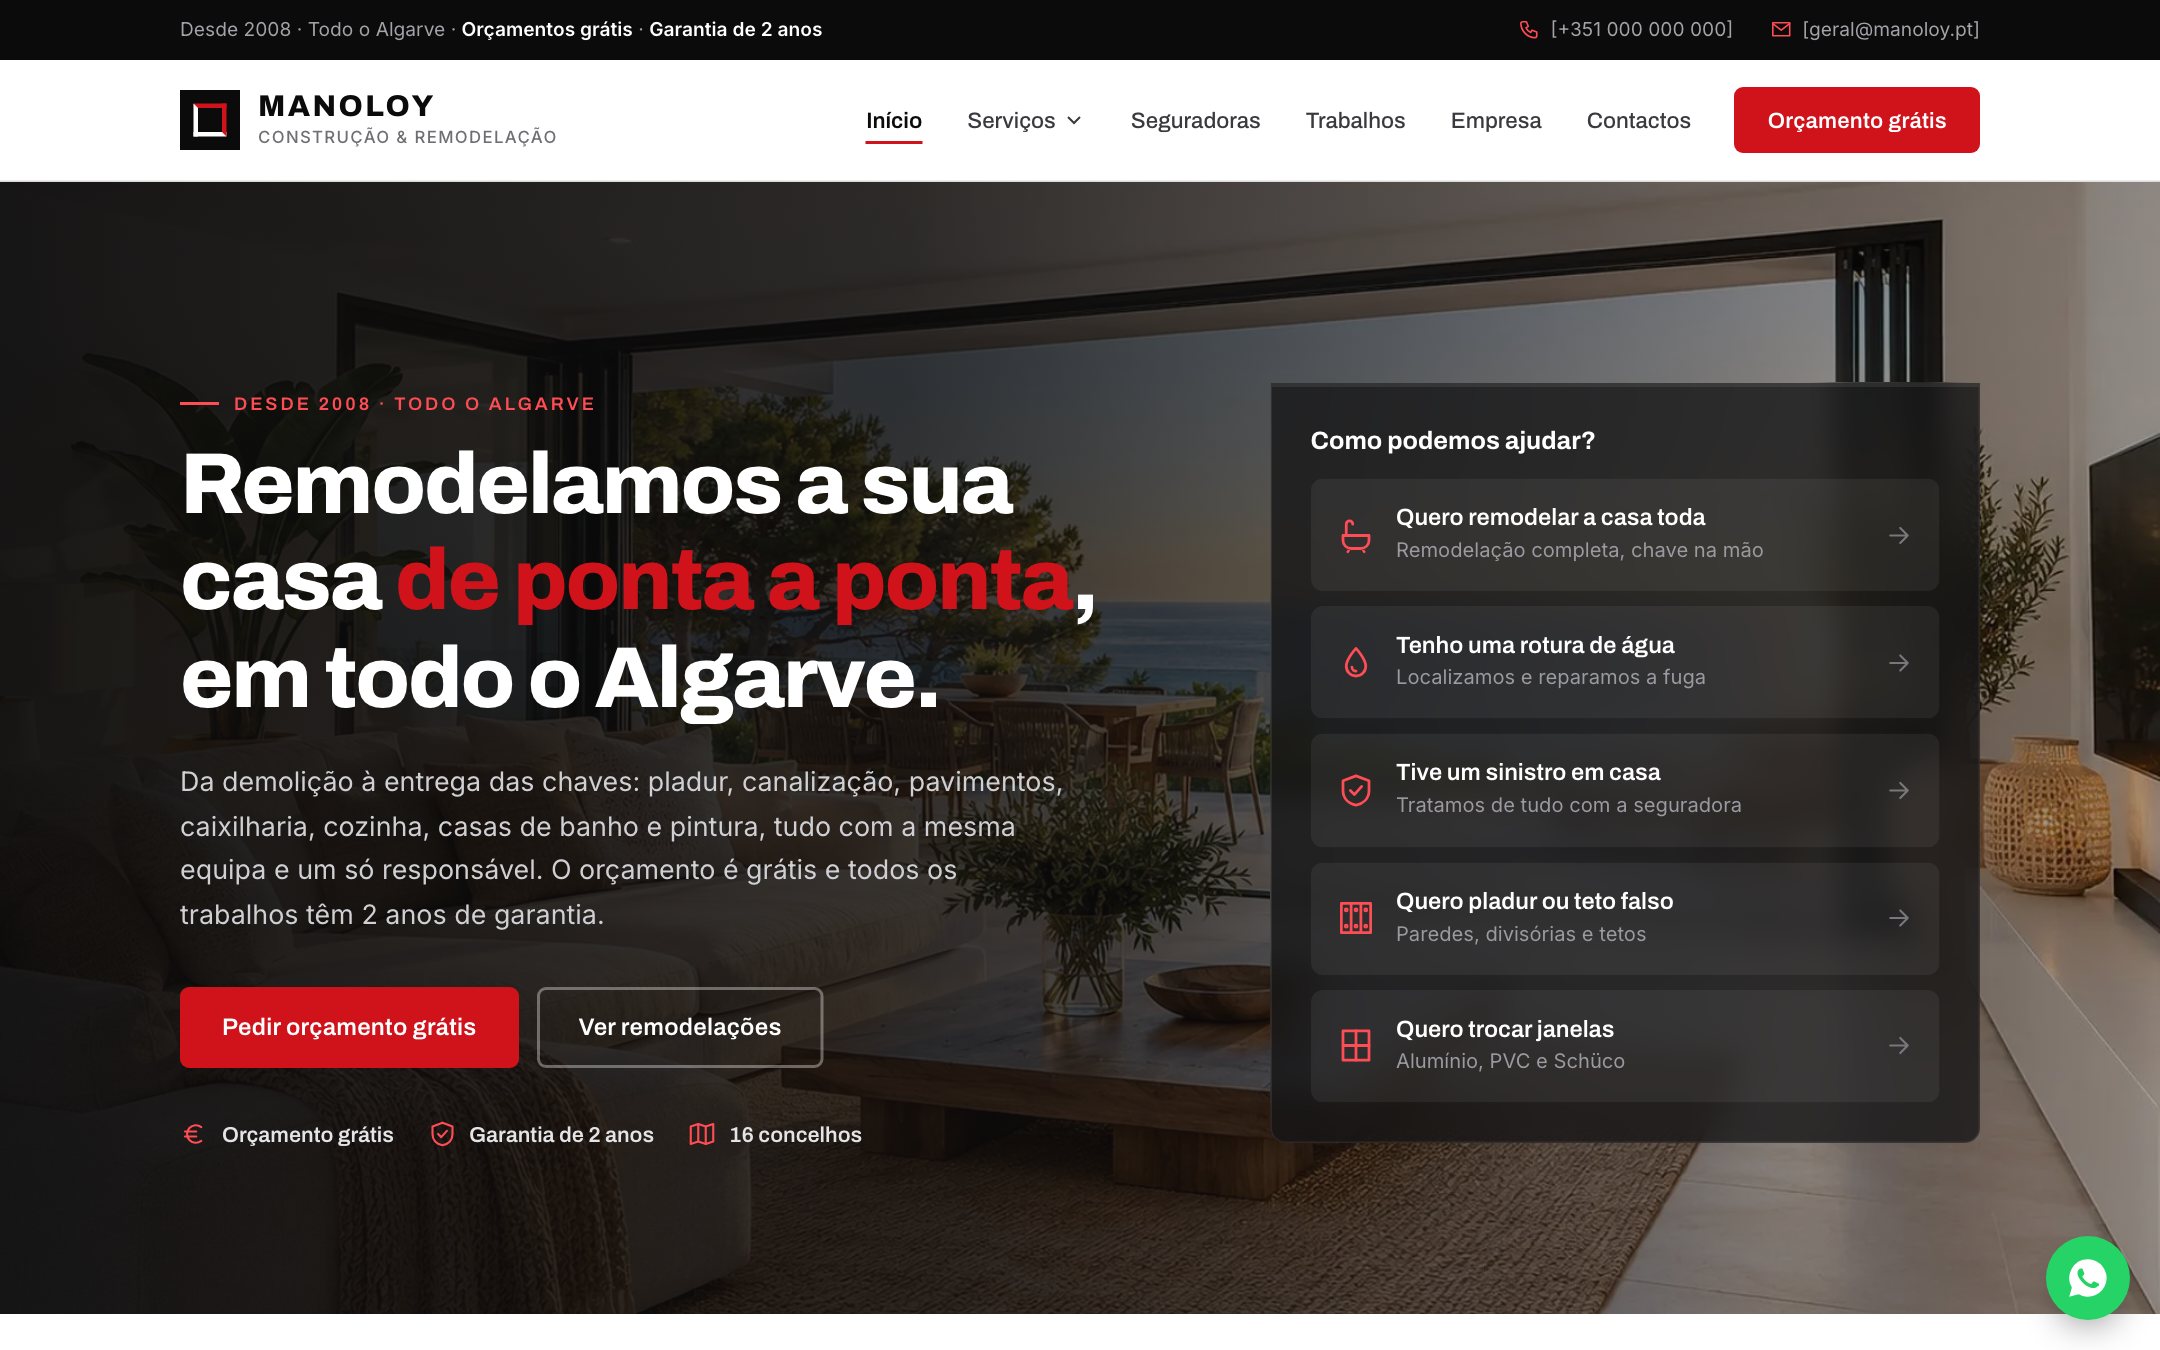 Desde 2008 · Todo o Algarve · Orçamentos grátis · Garantia de 2 anos
[+351 000 000 000]
[geral@manoloy.pt]
MANOLOY
CONSTRUÇÃO & REMODELAÇÃO
Início
Serviços
Seguradoras
Trabalhos
Empresa
Contactos
Orçamento grátis
DESDE 2008 · TODO O ALGARVE
Remodelamos a sua
casa de ponta a ponta,
em todo o Algarve.
Da demolição à entrega das chaves: pladur, canalização, pavimentos,
caixilharia, cozinha, casas de banho e pintura, tudo com a mesma
equipa e um só responsável. O orçamento é grátis e todos os
trabalhos têm 2 anos de garantia.
Pedir orçamento grátis
Ver remodelações
Orçamento grátis
Garantia de 2 anos
16 concelhos
Como podemos ajudar?
Quero remodelar a casa toda
Remodelação completa, chave na mão
Tenho uma rotura de água
Localizamos e reparamos a fuga
Tive um sinistro em casa
Tratamos de tudo com a seguradora
Quero pladur ou teto falso
Paredes, divisórias e tetos
Quero trocar janelas
Alumínio, PVC e Schüco